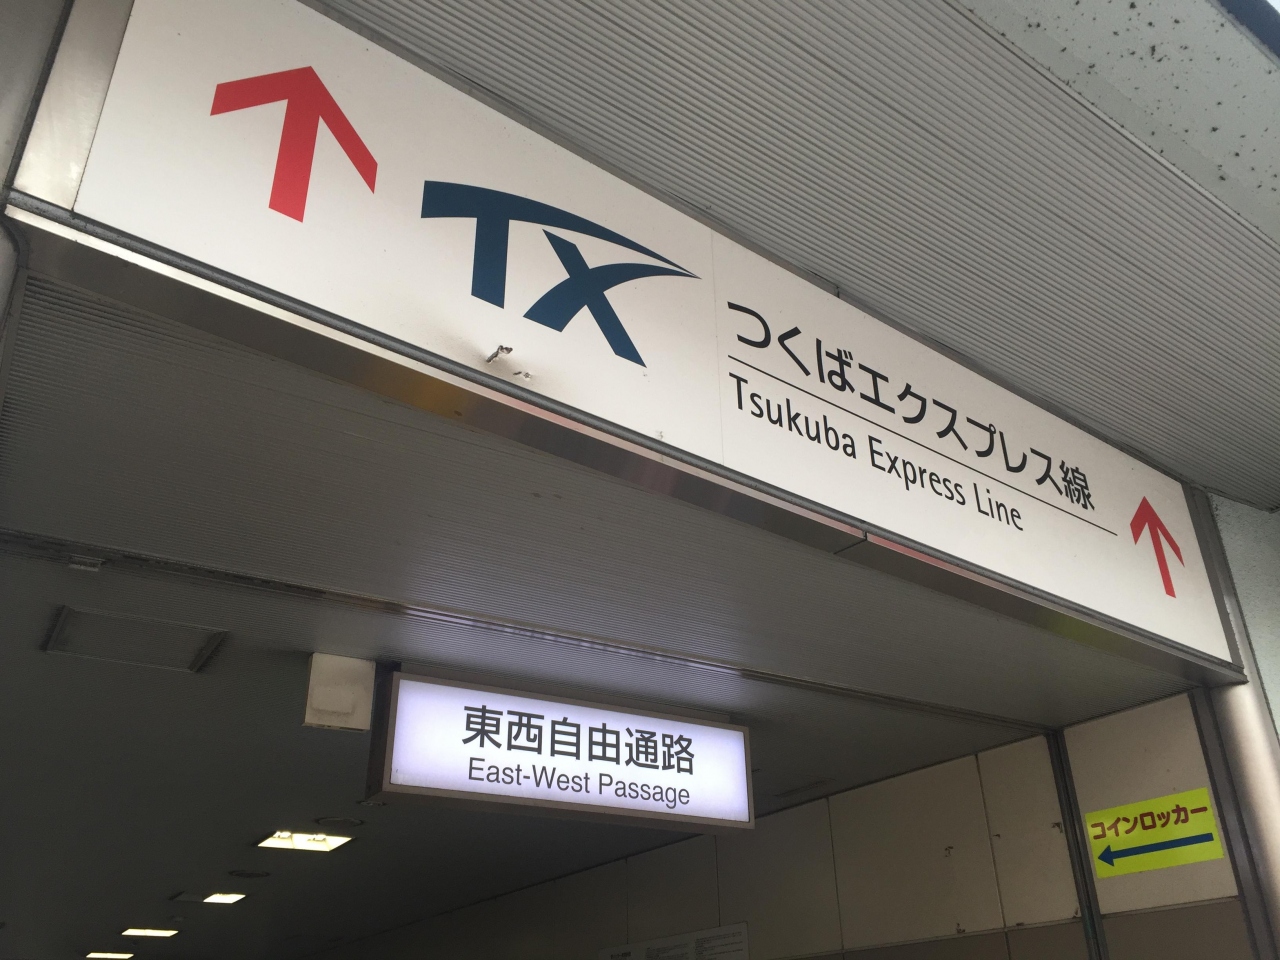 TX
つくばエクスプレス線
Tsukuba Express Line
東西自由通路
East-West Passage
コインロッカー